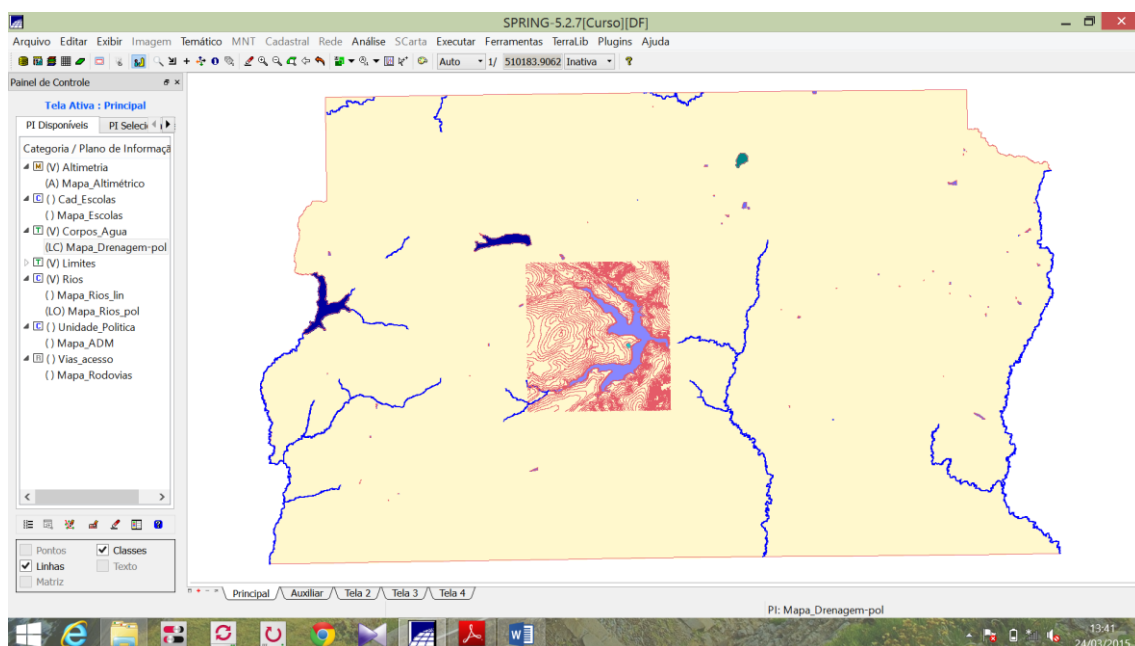 SPRING-5.2.7[Curso][DF]
Arquivo Editar Exibir Imagem Temático MNT Cadastral Rede Análise SCarta Executar Ferramentas TerraLib Plugins Ajuda
Auto 1/ 510183.9062 Inativa
Painel de Controle
Tela Ativa : Principal
PI Disponíveis PI Seleci
Categoria / Plano de Informaçã
M (V) Altimetria
(A) Mapa_Altimétrico
C ( ) Cad_Escolas
( ) Mapa_Escolas
T (V) Corpos_Agua
(LC) Mapa_Drenagem-pol
T (V) Limites
C (V) Rios
( ) Mapa_Rios_lin
(LO) Mapa_Rios_pol
C ( ) Unidade_Politica
( ) Mapa_ADM
R ( ) Vias_acesso
( ) Mapa_Rodovias
Pontos Classes
Linhas Texto
Matriz
Principal Auxiliar Tela 2 Tela 3 Tela 4
PI: Mapa_Drenagem-pol
13:41
24/03/2015